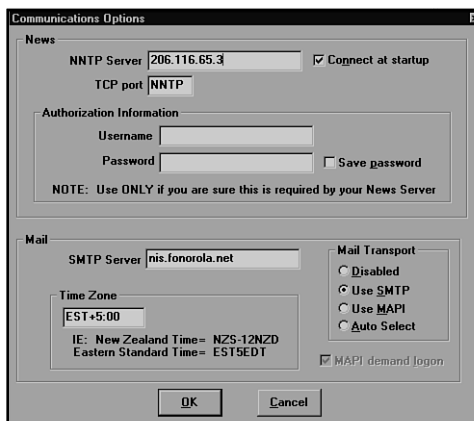 Communications Options
News
NNTP Server 206.116.65.3 Connect at startup
TCP port NNTP
Authorization Information
Username
Password Save password
NOTE: Use ONLY if you are sure this is required by your News Server
Mail
SMTP Server nis.fonorola.net
Mail Transport
Disabled
Use SMTP
Use MAPI
Auto Select
Time Zone
EST+5:00
IE: New Zealand Time= NZS-12NZD
Eastern Standard Time= EST5EDT
MAPI demand logon
OK Cancel